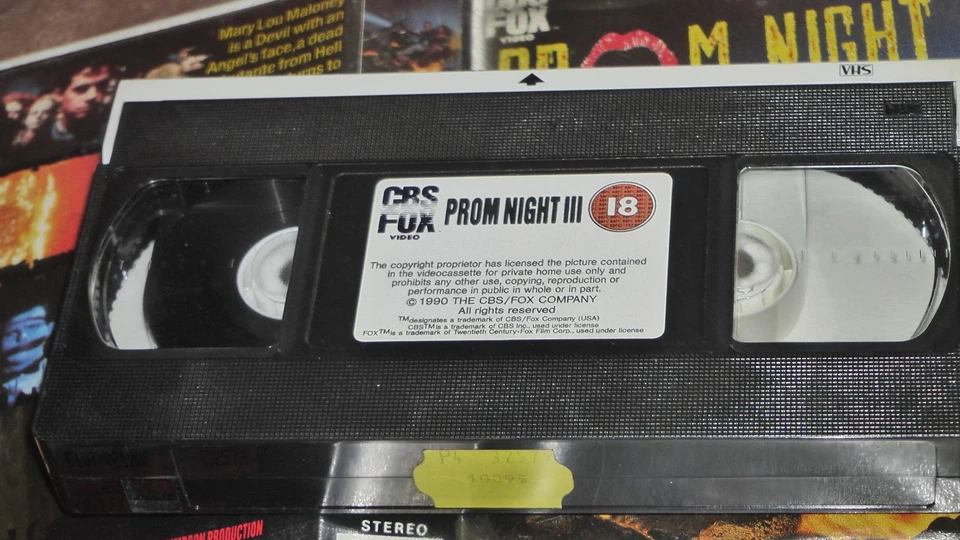 Mary Lou Maloney
is a Devil with an
Angel's face, a dead
from Hell
to
FOX
PROM NIGHT
VHS
CBS
FOX
VIDEO
PROM NIGHT III
18
The copyright proprietor has licensed the picture contained
in the videocassette for private home use only and
prohibits any other use, copying, reproduction or
performance in public in whole or in part.
© 1990 THE CBS/FOX COMPANY
All rights reserved
TM designates a trademark of CBS/Fox Company (USA)
CBS TM is a trademark of CBS Inc., used under license
FOX TM is a trademark of Twentieth Century-Fox Film Corp., used under license
PRODUCTION
STEREO